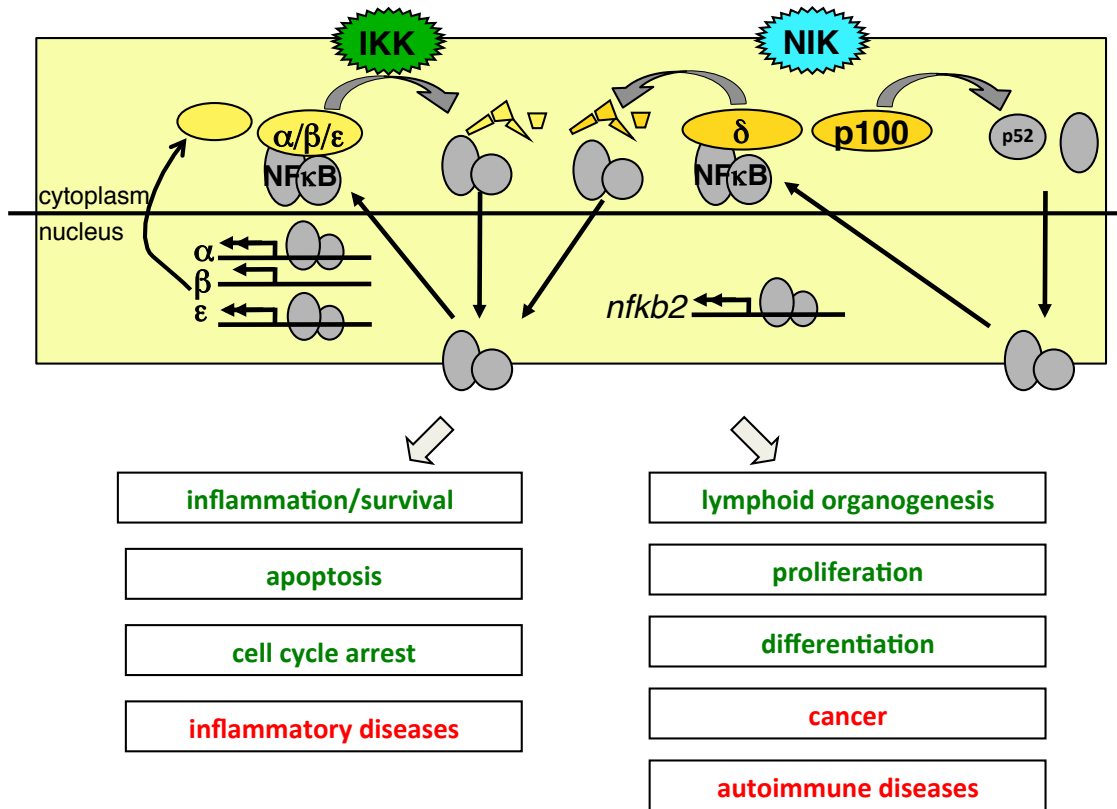 IKK
NIK
α/β/ε
NFκB
δ
NFκB
p100
p52
cytoplasm
nucleus
α
β
ε
nfkb2
inflammation/survival
apoptosis
cell cycle arrest
inflammatory diseases
lymphoid organogenesis
proliferation
differentiation
cancer
autoimmune diseases